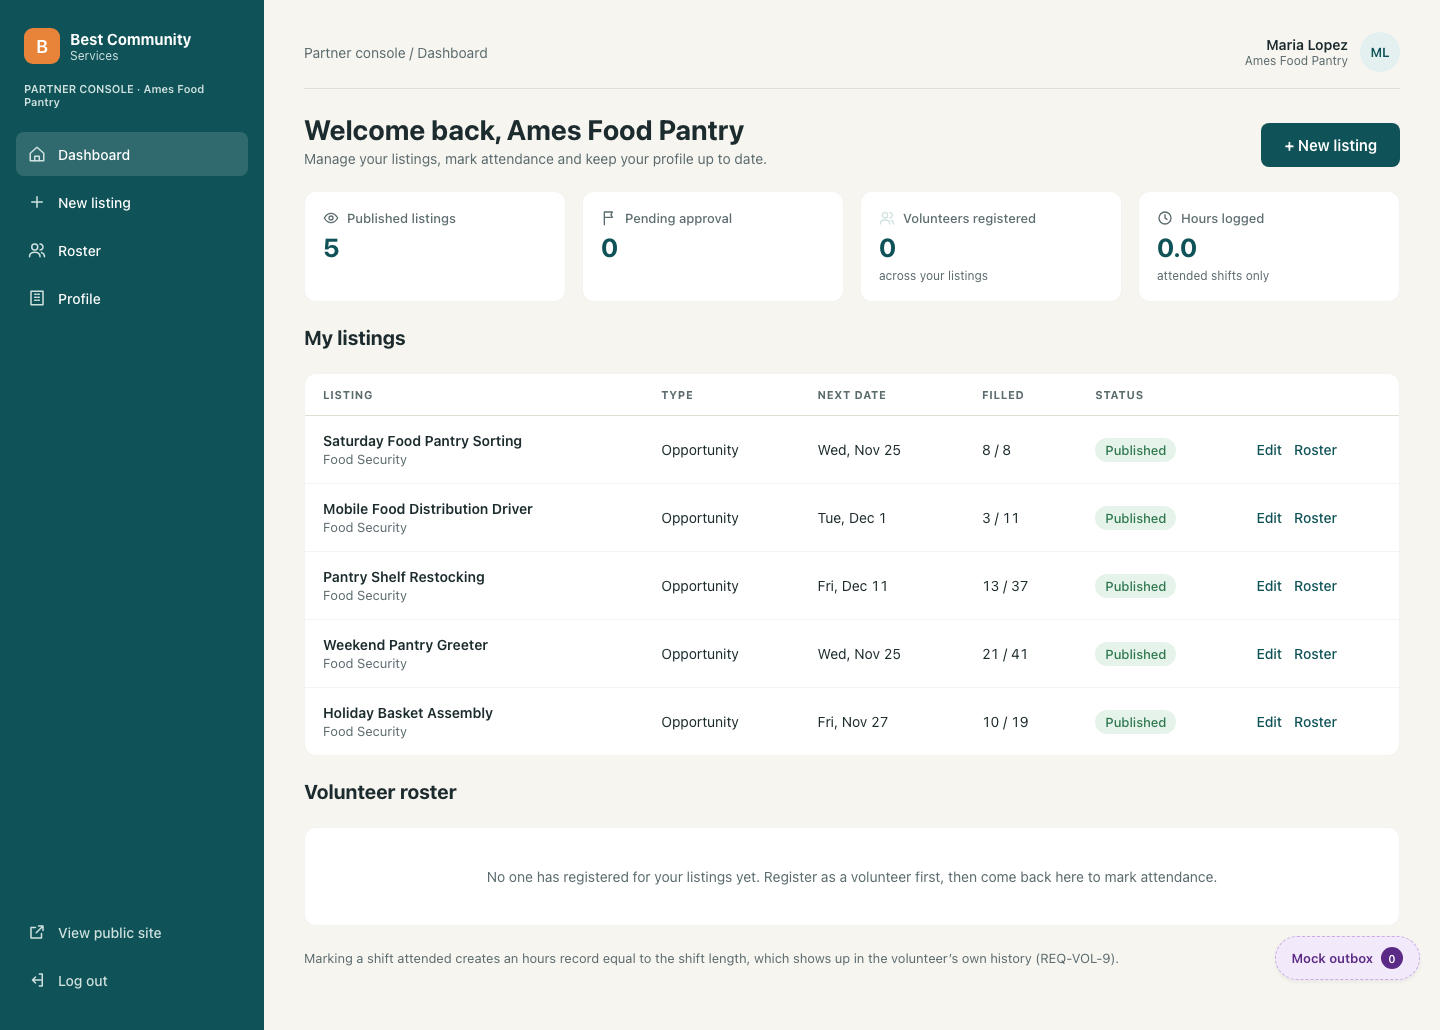 B
Best Community
Services
PARTNER CONSOLE · Ames Food
Pantry
Dashboard
New listing
Roster
Profile
View public site
Log out
Partner console / Dashboard
Maria Lopez
Ames Food Pantry
ML
Welcome back, Ames Food Pantry
Manage your listings, mark attendance and keep your profile up to date.
+ New listing
Published listings
5
Pending approval
0
Volunteers registered
0
across your listings
Hours logged
0.0
attended shifts only
My listings
LISTING TYPE NEXT DATE FILLED STATUS
Saturday Food Pantry Sorting
Food Security
Opportunity Wed, Nov 25 8 / 8 Published Edit Roster
Mobile Food Distribution Driver
Food Security
Opportunity Tue, Dec 1 3 / 11 Published Edit Roster
Pantry Shelf Restocking
Food Security
Opportunity Fri, Dec 11 13 / 37 Published Edit Roster
Weekend Pantry Greeter
Food Security
Opportunity Wed, Nov 25 21 / 41 Published Edit Roster
Holiday Basket Assembly
Food Security
Opportunity Fri, Nov 27 10 / 19 Published Edit Roster
Volunteer roster
No one has registered for your listings yet. Register as a volunteer first, then come back here to mark attendance.
Marking a shift attended creates an hours record equal to the shift length, which shows up in the volunteer’s own history (REQ-VOL-9).
Mock outbox 0